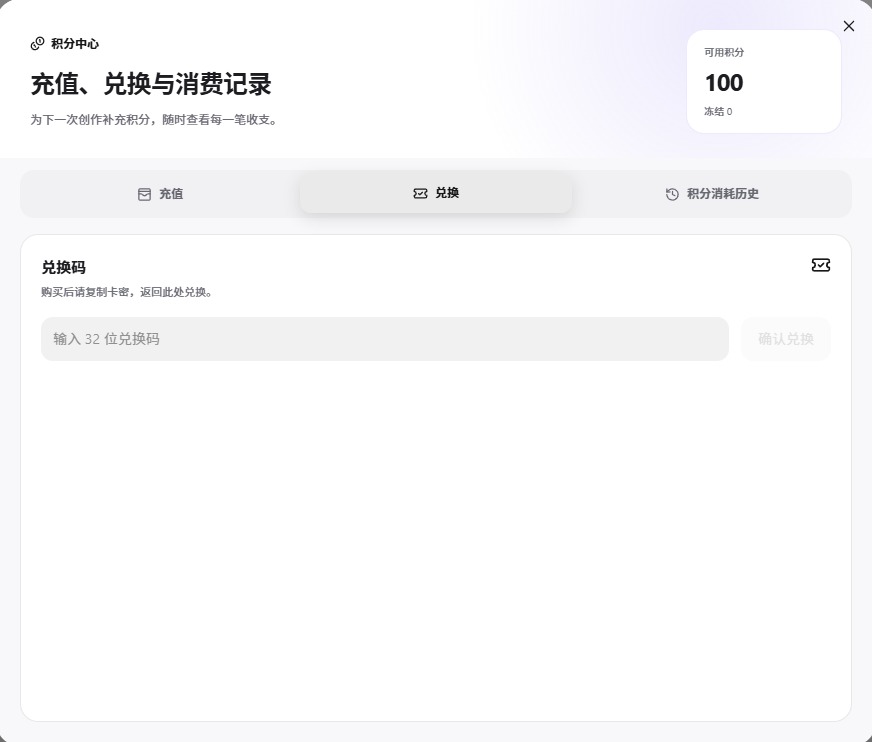 积分中心
充值、兑换与消费记录
为下一次创作补充积分，随时查看每一笔收支。
可用积分
100
冻结 0
充值
兑换
积分消耗历史
兑换码
购买后请复制卡密，返回此处兑换。
输入 32 位兑换码
确认兑换